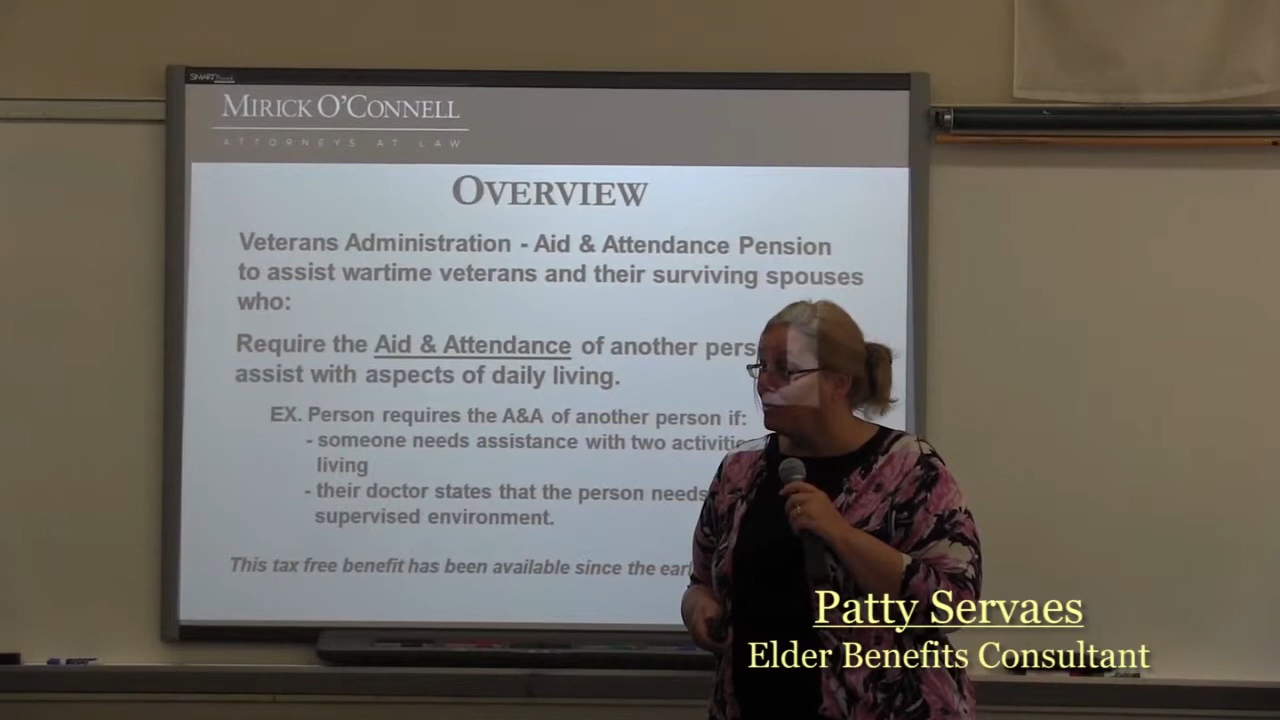 SMART
MIRICK O'CONNELL
ATTORNEYS AT LAW
OVERVIEW
Veterans Administration - Aid & Attendance Pension
to assist wartime veterans and their surviving spouses
who:
Require the Aid & Attendance of another pers
assist with aspects of daily living.
EX. Person requires the A&A of another person if:
- someone needs assistance with two activitie
living
- their doctor states that the person needs
supervised environment.
This tax free benefit has been available since the earl
Patty Servaes
Elder Benefits Consultant